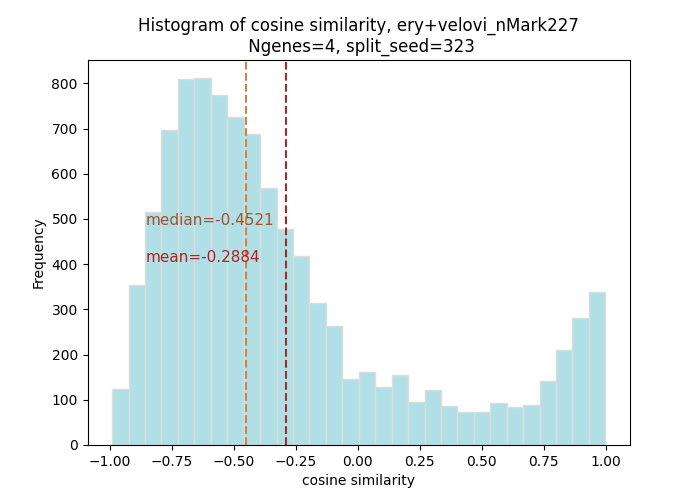 Histogram of cosine similarity, ery+velovi_nMark227
Ngenes=4, split_seed=323
Frequency
800
700
600
500
400
300
200
100
0
median=-0.4521
mean=-0.2884
−1.00 −0.75 −0.50 −0.25 0.00 0.25 0.50 0.75 1.00
cosine similarity